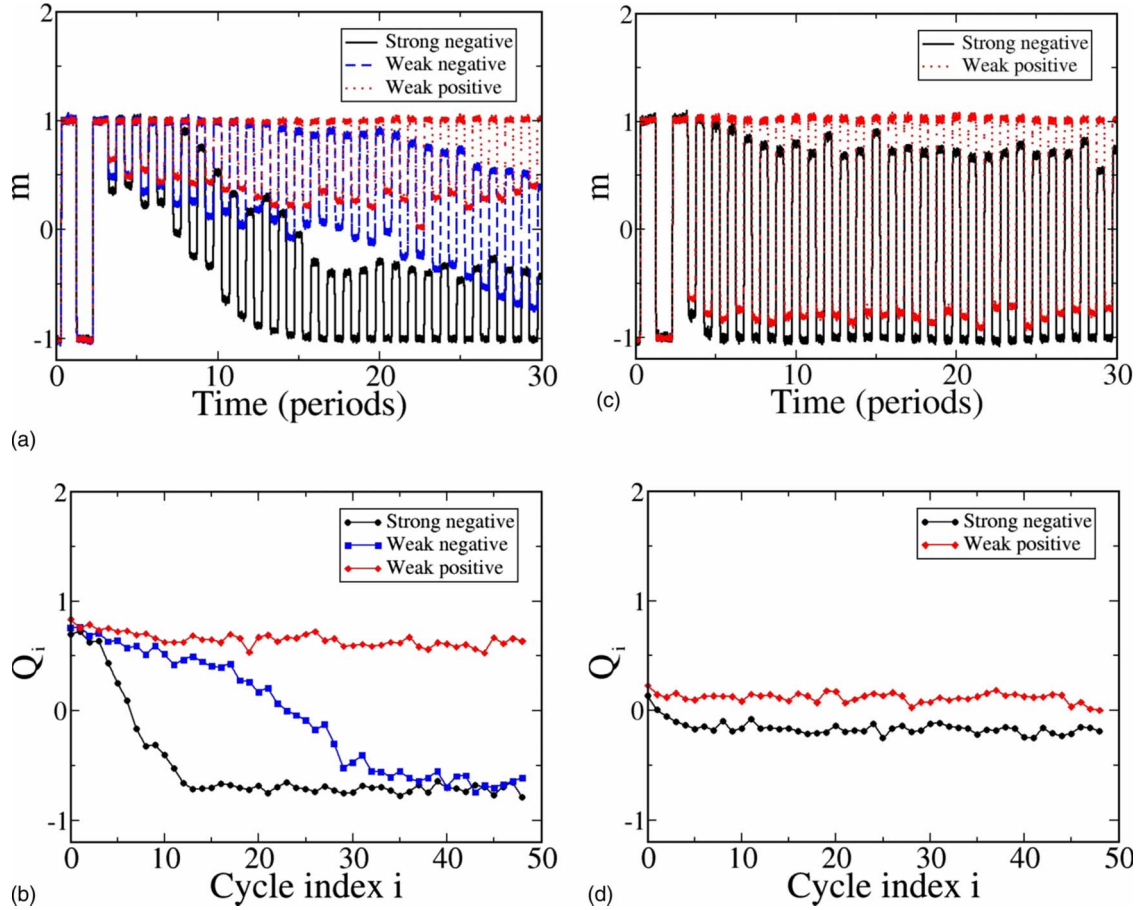 2
1
0
-1
m
Strong negative
Weak negative
Weak positive
0
10
20
30
Time (periods)
(a)
2
1
0
-1
m
Strong negative
Weak positive
0
10
20
30
Time (periods)
(c)
2
1
0
-1
Q i
Strong negative
Weak negative
Weak positive
0
10
20
30
40
50
Cycle index i
(b)
2
1
0
-1
Q i
Strong negative
Weak positive
0
10
20
30
40
50
Cycle index i
(d)